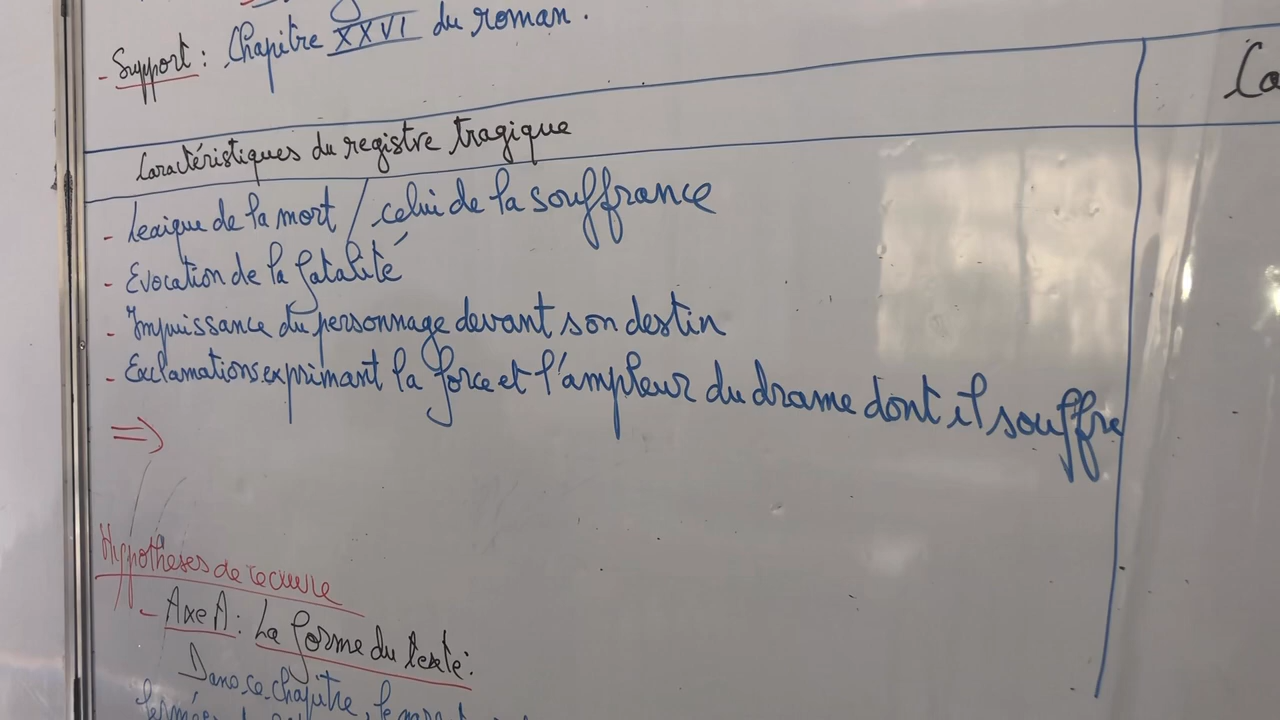 - Support : Chapitre XXVI du roman.
Caractéristiques du registre tragique
- Lexique de la mort / celui de la souffrance
- Evocation de la fatalité
- Impuissance du personnage devant son destin
- Exclamations exprimant la force et l'ampleur du drame dont il souffre
⇒
Hypothèses de lecture
- Axe A : La forme du texte :
Dans ce chapitre, le